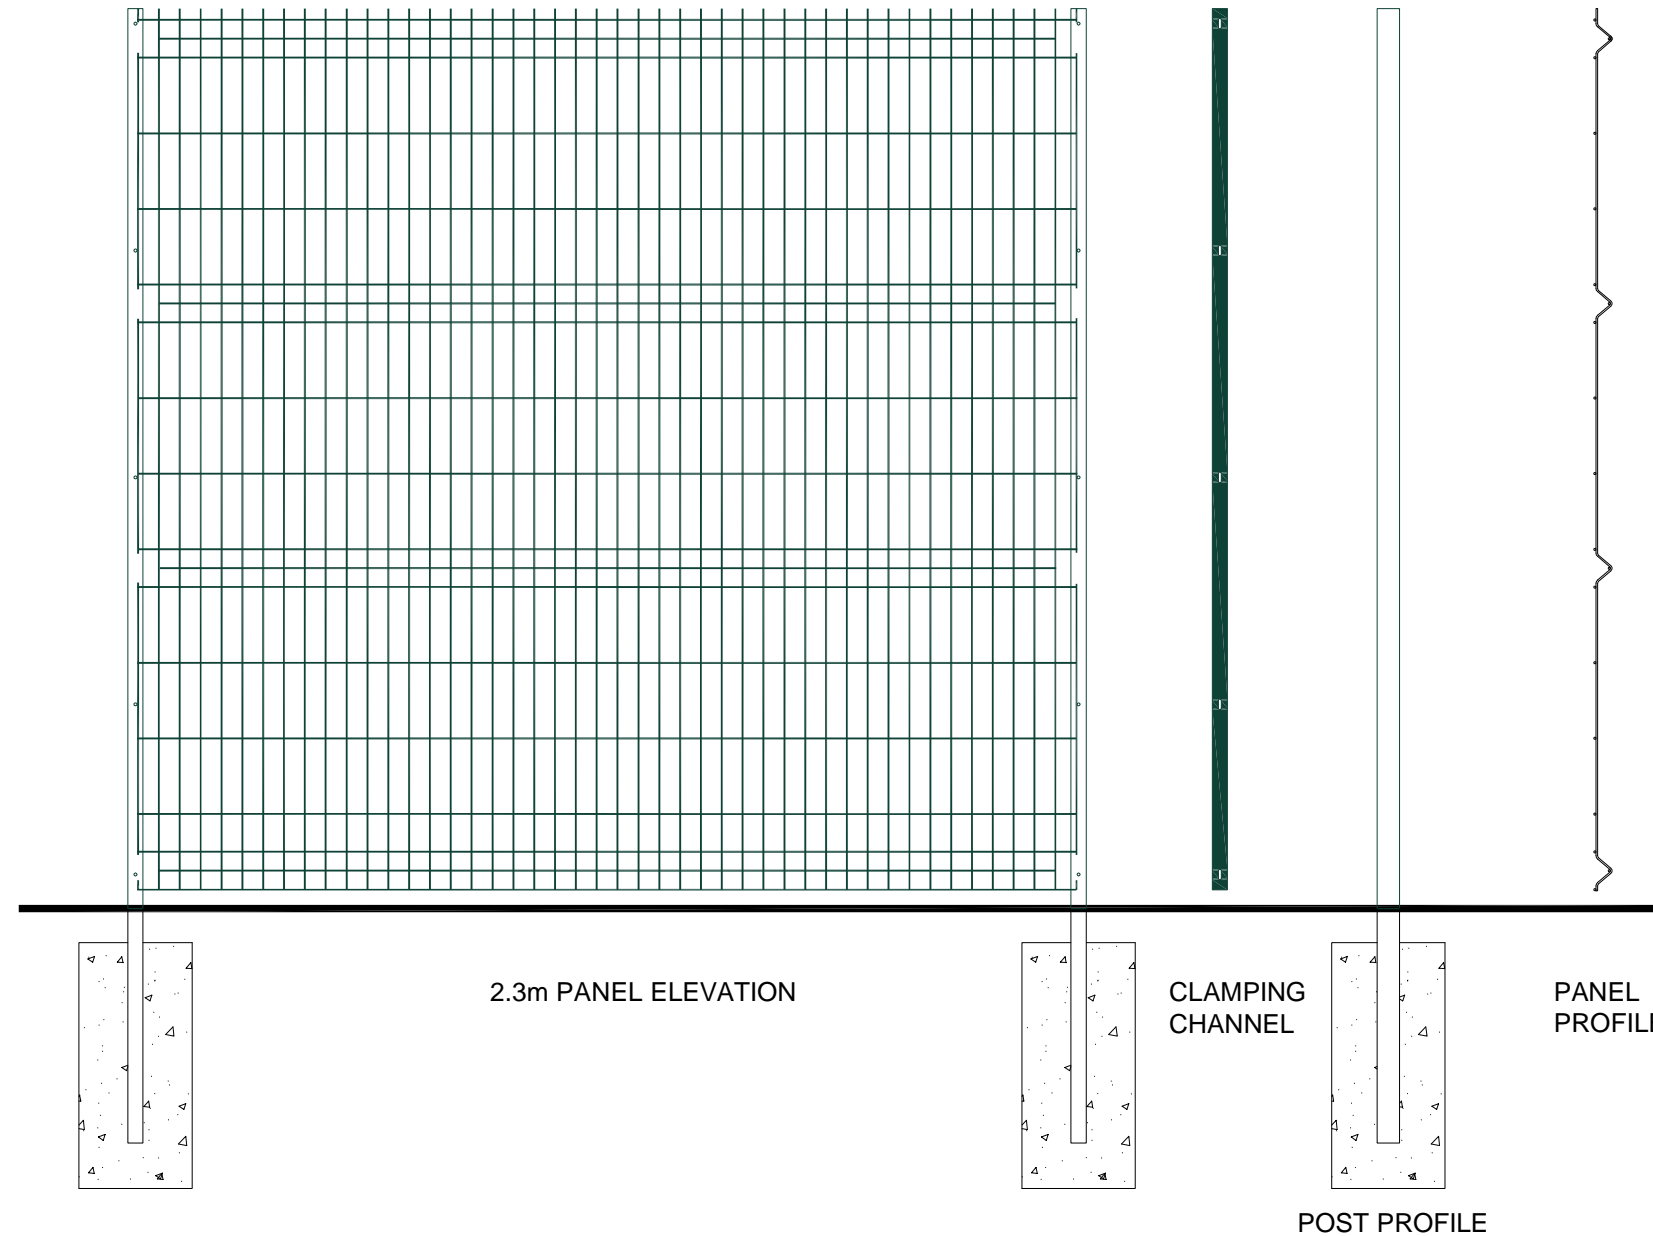 2.3m PANEL ELEVATION
CLAMPING
CHANNEL
PANEL
POST PROFILE